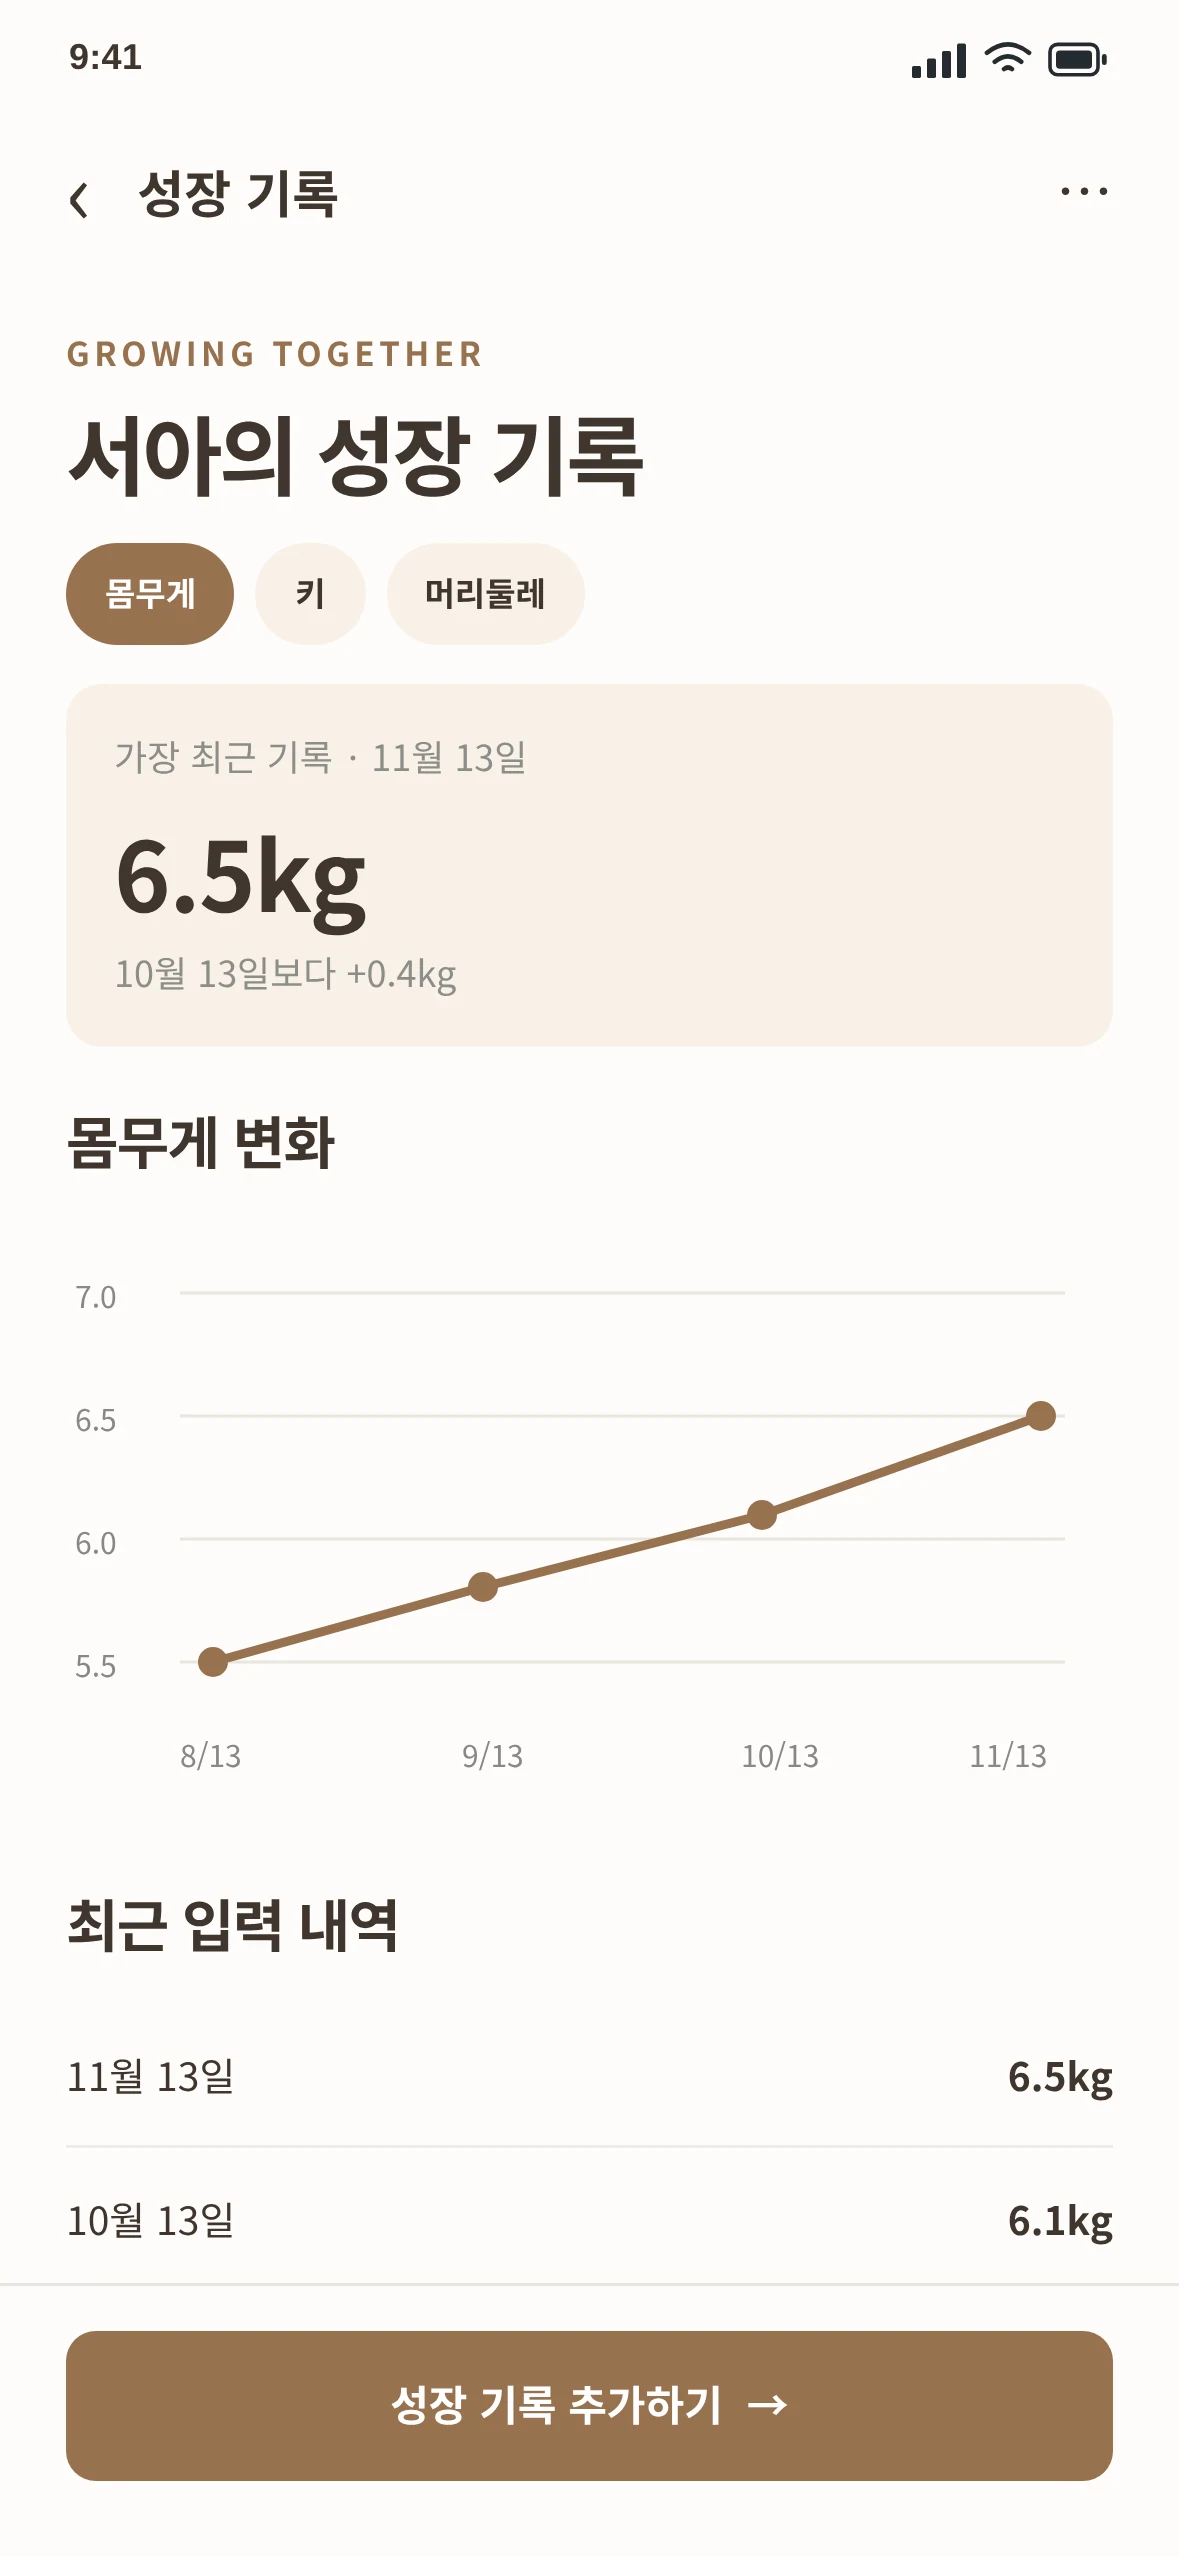 9:41
성장 기록
GROWING TOGETHER
서아의 성장 기록
몸무게 키 머리둘레
가장 최근 기록 · 11월 13일
6.5kg
10월 13일보다 +0.4kg
몸무게 변화
7.0
6.5
6.0
5.5
8/13 9/13 10/13 11/13
최근 입력 내역
11월 13일 6.5kg
10월 13일 6.1kg
성장 기록 추가하기 →